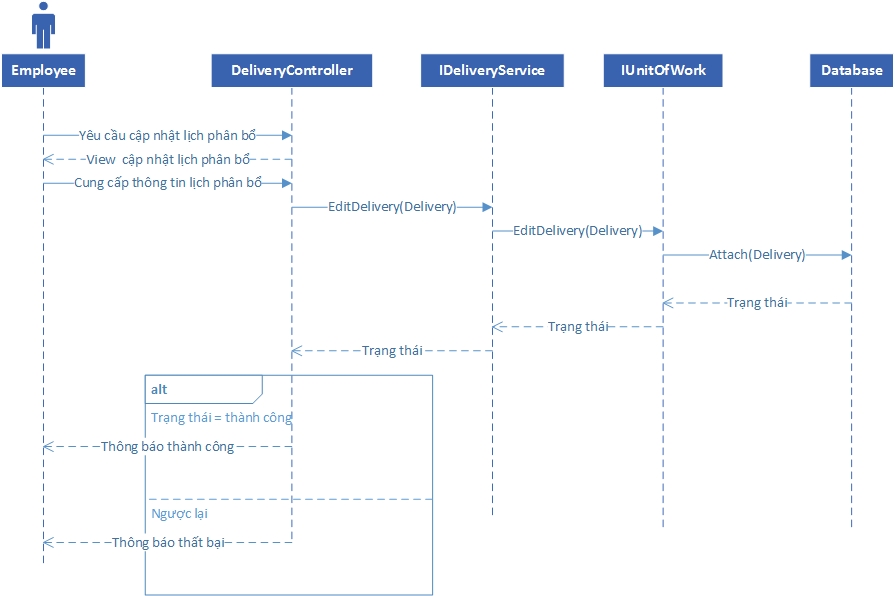 Employee
DeliveryController
IDeliveryService
IUnitOfWork
Database
Yêu cầu cập nhật lịch phân bổ
View  cập nhật lịch phân bổ
Cung cấp thông tin lịch phân bổ
EditDelivery(Delivery)
EditDelivery(Delivery)
Attach(Delivery)
Trạng thái
Trạng thái
Trạng thái
alt
Trạng thái = thành công
Thông báo thành công
Ngược lại
Thông báo thất bại